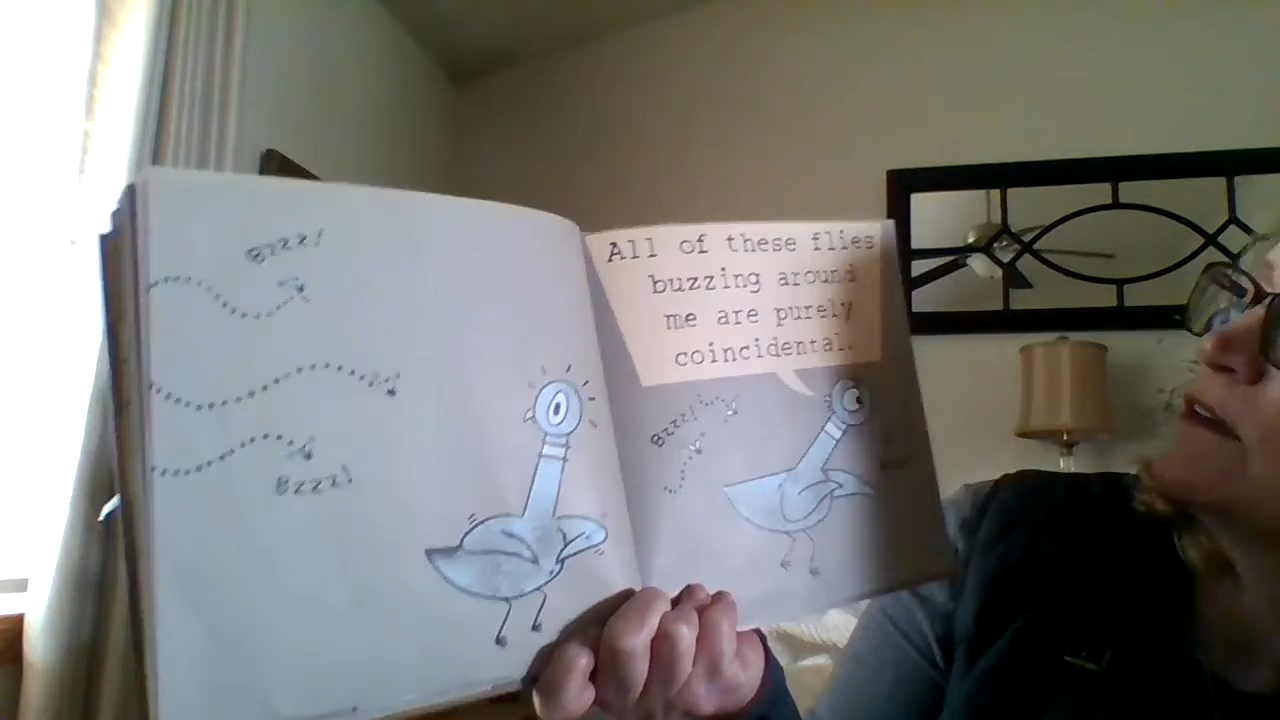 Bzzz!
Bzzz!
All of these flies
buzzing around
me are purely
coincidental.
Bzzz!